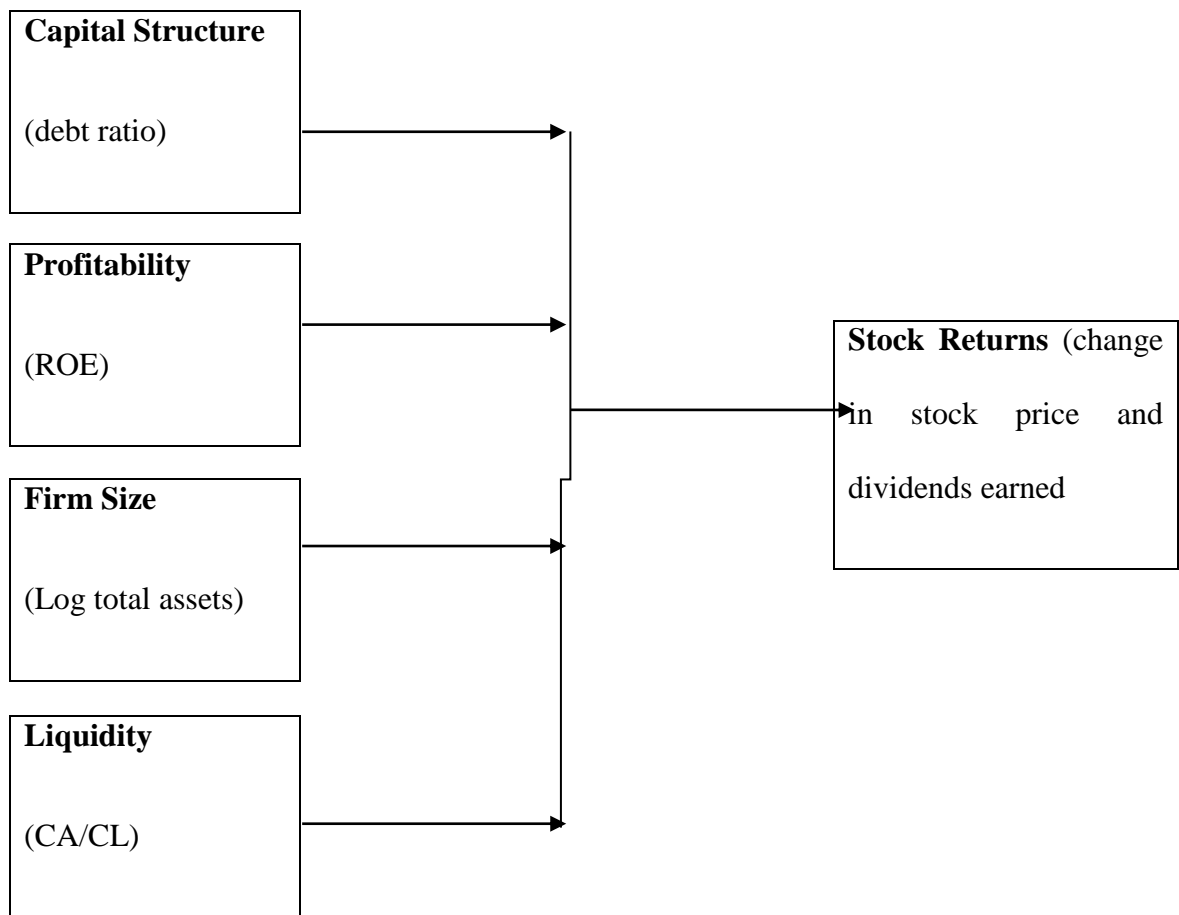 Capital Structure
(debt ratio)
Profitability
(ROE)
Stock Returns (change
in stock price and
dividends earned
Firm Size
(Log total assets)
Liquidity
(CA/CL)